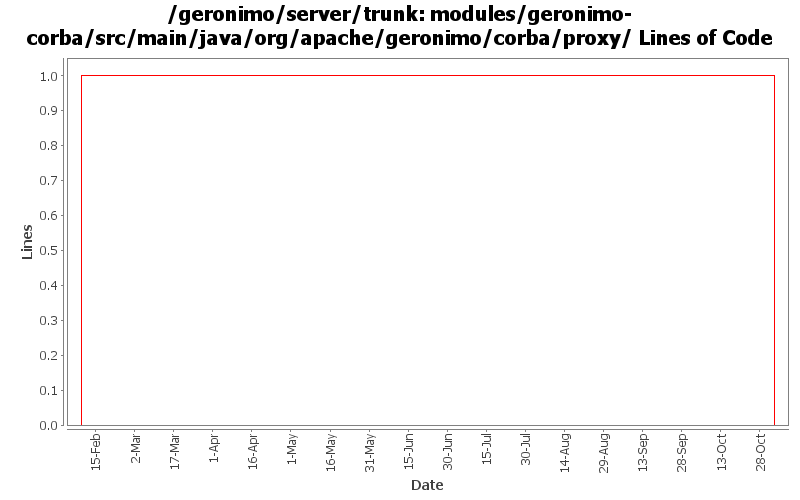 /geronimo/server/trunk: modules/geronimo-
corba/src/main/java/org/apache/geronimo/corba/proxy/ Lines of Code
1.0
0.9
0.8
0.7
0.6
0.5
0.4
0.3
0.2
0.1
0.0
Lines
15-Feb
2-Mar
17-Mar
1-Apr
16-Apr
1-May
16-May
31-May
15-Jun
30-Jun
15-Jul
30-Jul
14-Aug
29-Aug
13-Sep
28-Sep
13-Oct
28-Oct
Date